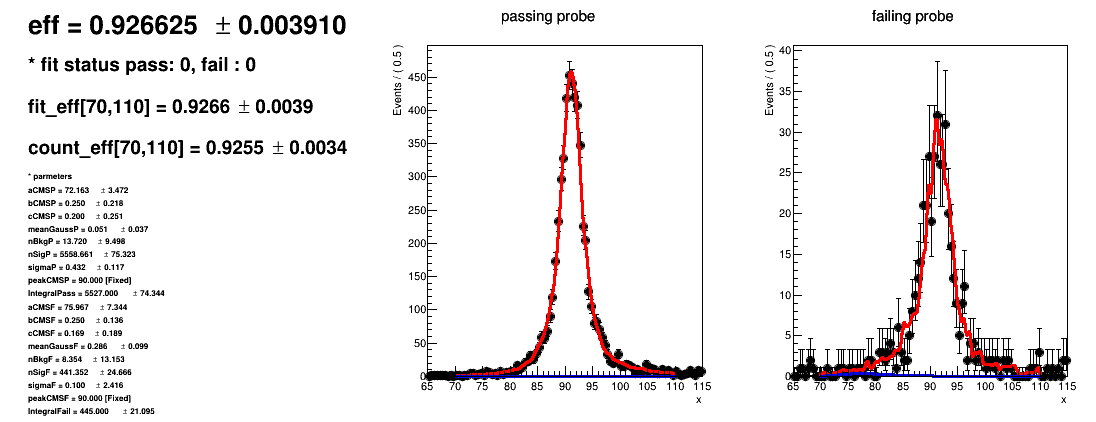 eff = 0.926625 ± 0.003910
* fit status pass: 0, fail : 0
fit_eff[70,110] = 0.9266 ± 0.0039
count_eff[70,110] = 0.9255 ± 0.0034
* parmeters
aCMSP = 72.163 ± 3.472
bCMSP = 0.250 ± 0.218
cCMSP = 0.200 ± 0.251
meanGaussP = 0.051 ± 0.037
nBkgP = 13.720 ± 9.498
nSigP = 5558.661 ± 75.323
sigmaP = 0.432 ± 0.117
peakCMSP = 90.000 [Fixed]
IntegralPass = 5527.000 ± 74.344
aCMSF = 75.967 ± 7.344
bCMSF = 0.250 ± 0.136
cCMSF = 0.169 ± 0.189
meanGaussF = 0.286 ± 0.099
nBkgF = 8.354 ± 13.153
nSigF = 441.352 ± 24.666
sigmaF = 0.100 ± 2.416
peakCMSF = 90.000 [Fixed]
IntegralFail = 445.000 ± 21.095
passing probe
Events / ( 0.5 )
450
400
350
300
250
200
150
100
50
0
65 70 75 80 85 90 95 100 105 110 115
x
failing probe
Events / ( 0.5 )
40
35
30
25
20
15
10
5
0
65 70 75 80 85 90 95 100 105 110 115
x